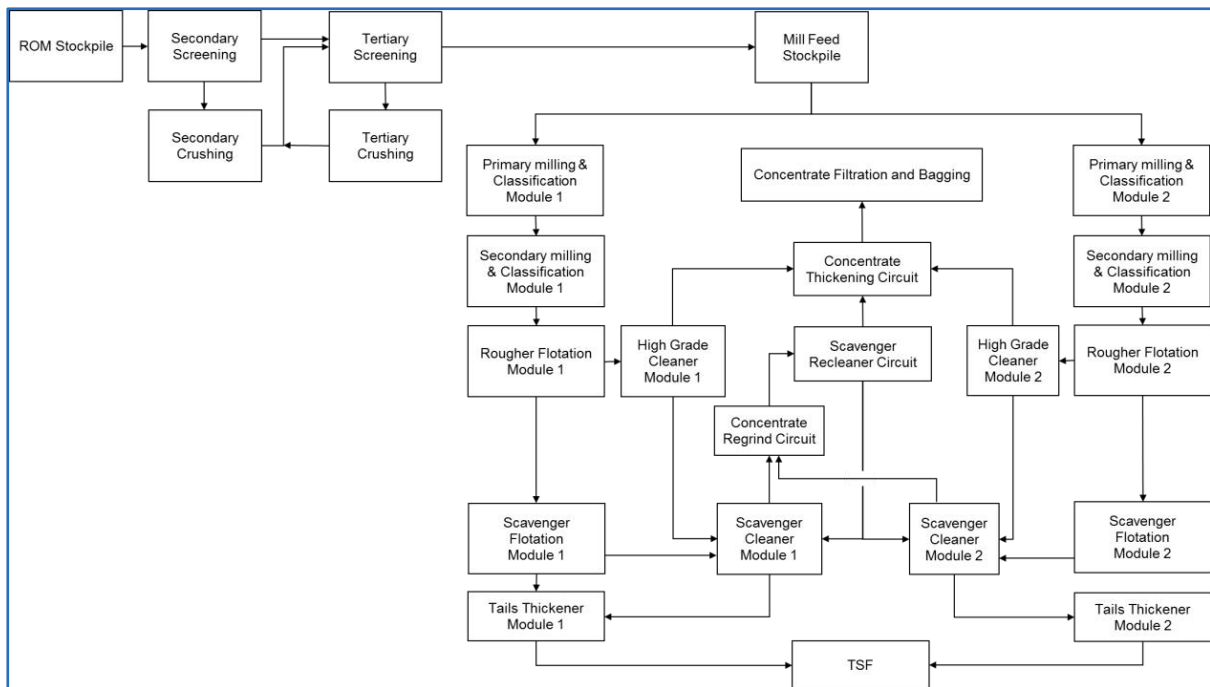 ROM Stockpile
Secondary
Screening
Tertiary
Screening
Mill Feed
Stockpile
Secondary
Crushing
Tertiary
Crushing
Primary milling &
Classification
Module 1
Concentrate Filtration and Bagging
Primary milling &
Classification
Module 2
Secondary milling
& Classification
Module 1
Concentrate
Thickening Circuit
Secondary milling
& Classification
Module 2
Rougher Flotation
Module 1
High Grade
Cleaner
Module 1
Scavenger
Recleaner Circuit
High Grade
Cleaner
Module 2
Rougher Flotation
Module 2
Concentrate
Regrind Circuit
Scavenger
Flotation
Module 1
Scavenger
Cleaner
Module 1
Scavenger
Cleaner
Module 2
Scavenger
Flotation
Module 2
Tails Thickener
Module 1
Tails Thickener
Module 2
TSF